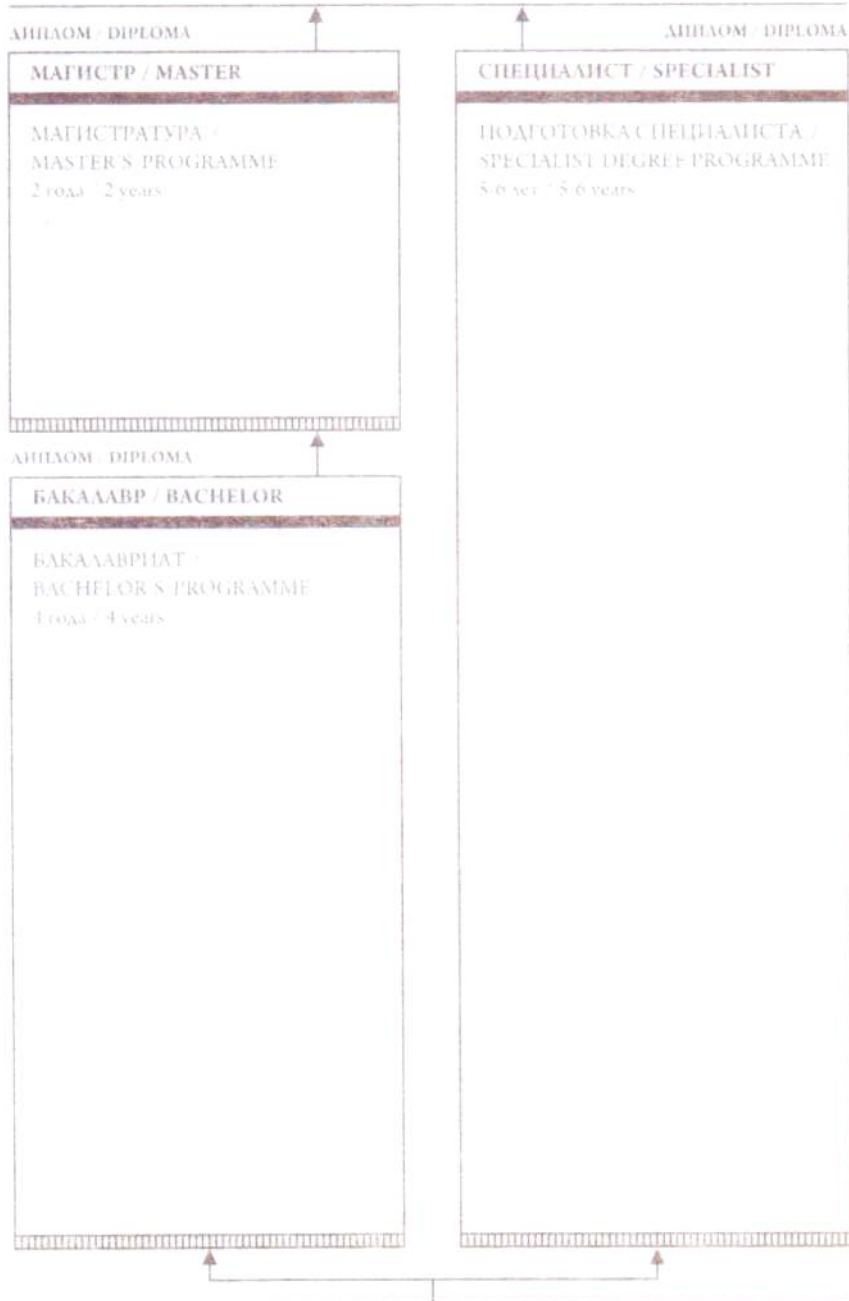 ДИПЛОМ / DIPLOMA
МАГИСТР / MASTER
МАГИСТРАТУРА /
MASTER'S PROGRAMME
2 года / 2 years
ДИПЛОМ / DIPLOMA
БАКАЛАВР / BACHELOR
БАКАЛАВРИАТ /
BACHELOR'S PROGRAMME
4 года / 4 years
ДИПЛОМ / DIPLOMA
СПЕЦИАЛИСТ / SPECIALIST
ПОДГОТОВКА СПЕЦИАЛИСТА /
SPECIALIST DEGREE PROGRAMME
5-6 лет / 5-6 years